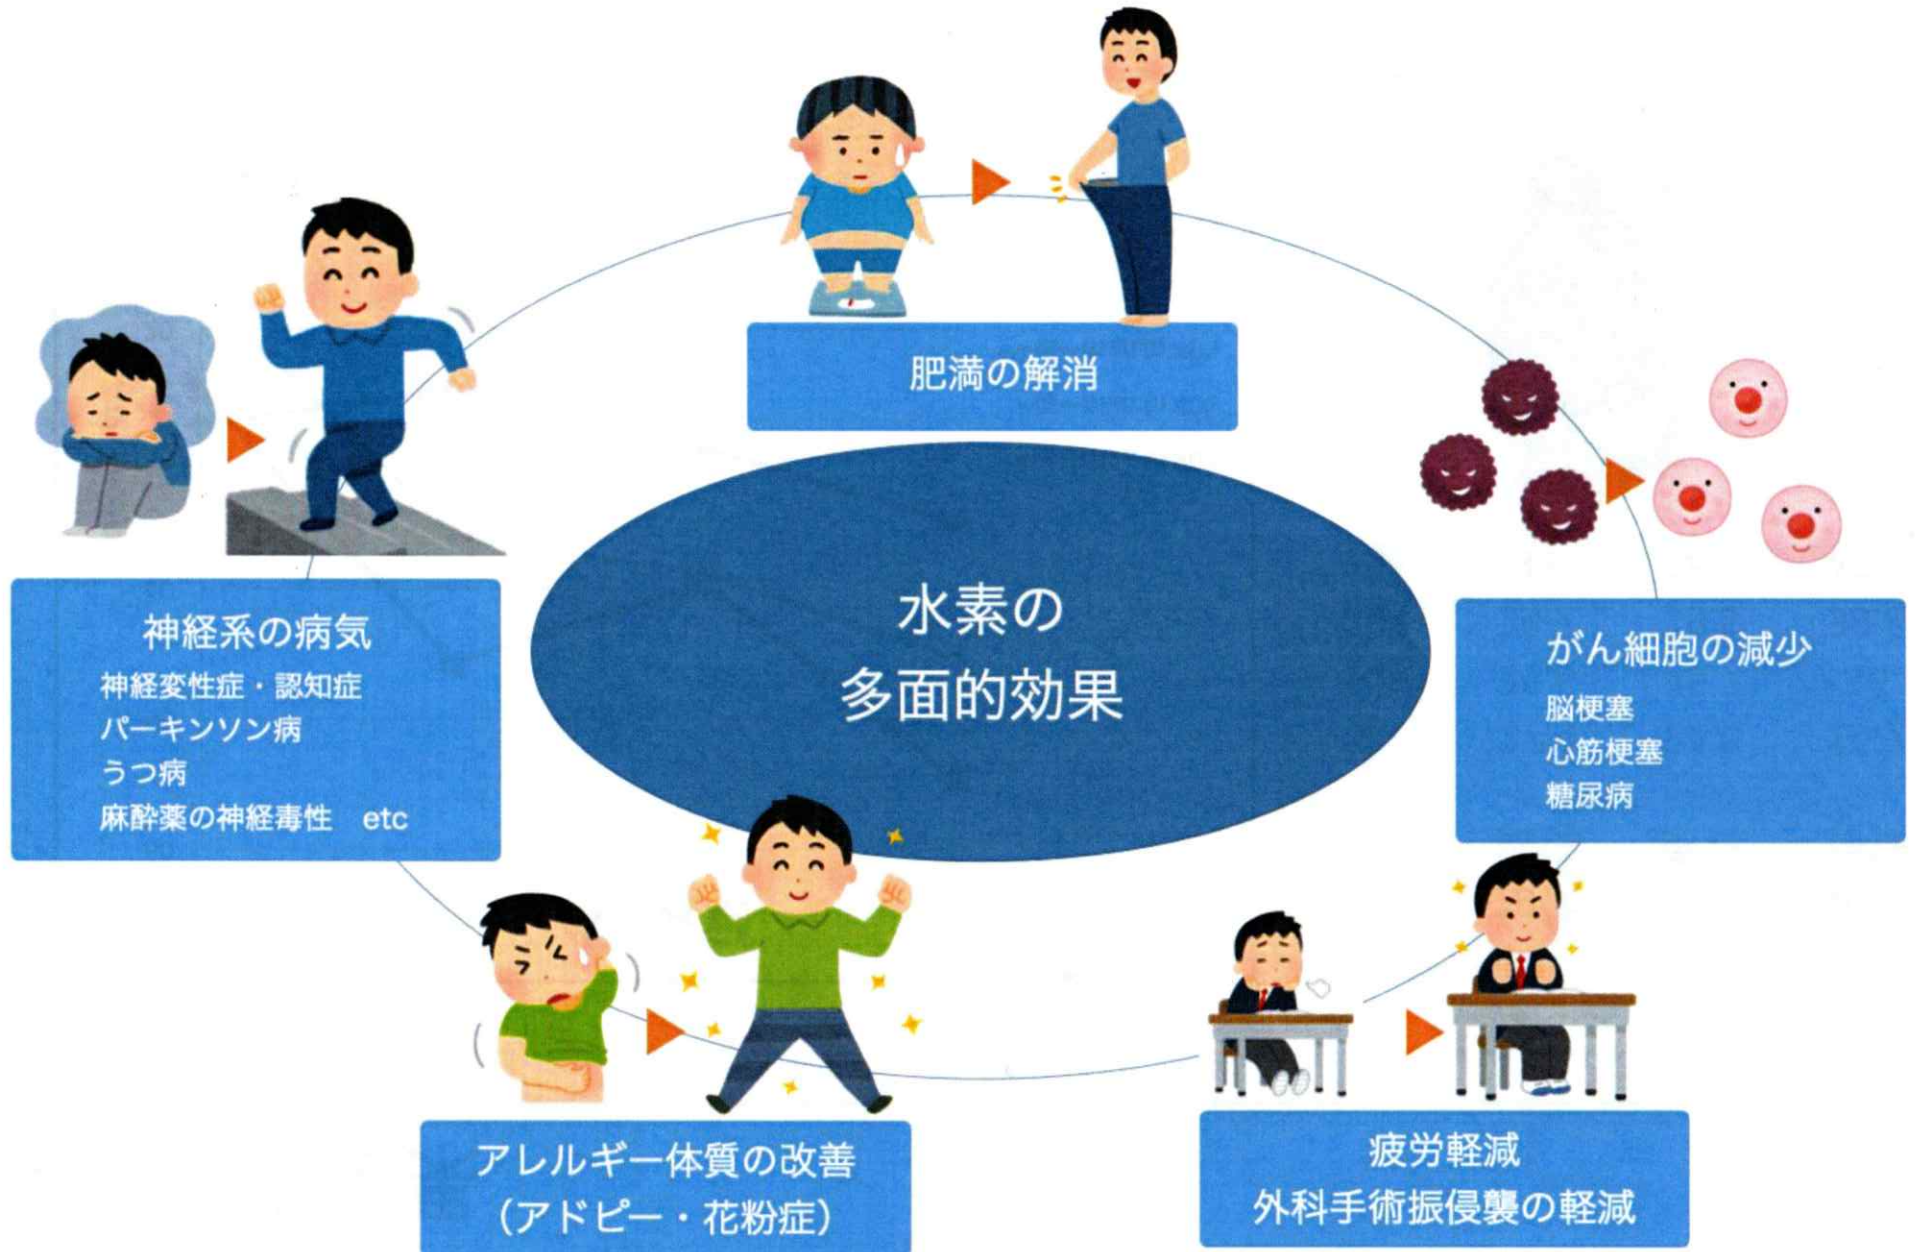 肥満の解消
水素の
多面的効果
神経系の病気
神経変性症・認知症
パーキンソン病
うつ病
麻酔薬の神経毒性　etc
がん細胞の減少
脳梗塞
心筋梗塞
糖尿病
アレルギー体質の改善
（アドピー・花粉症）
疲労軽減
外科手術振侵襲の軽減